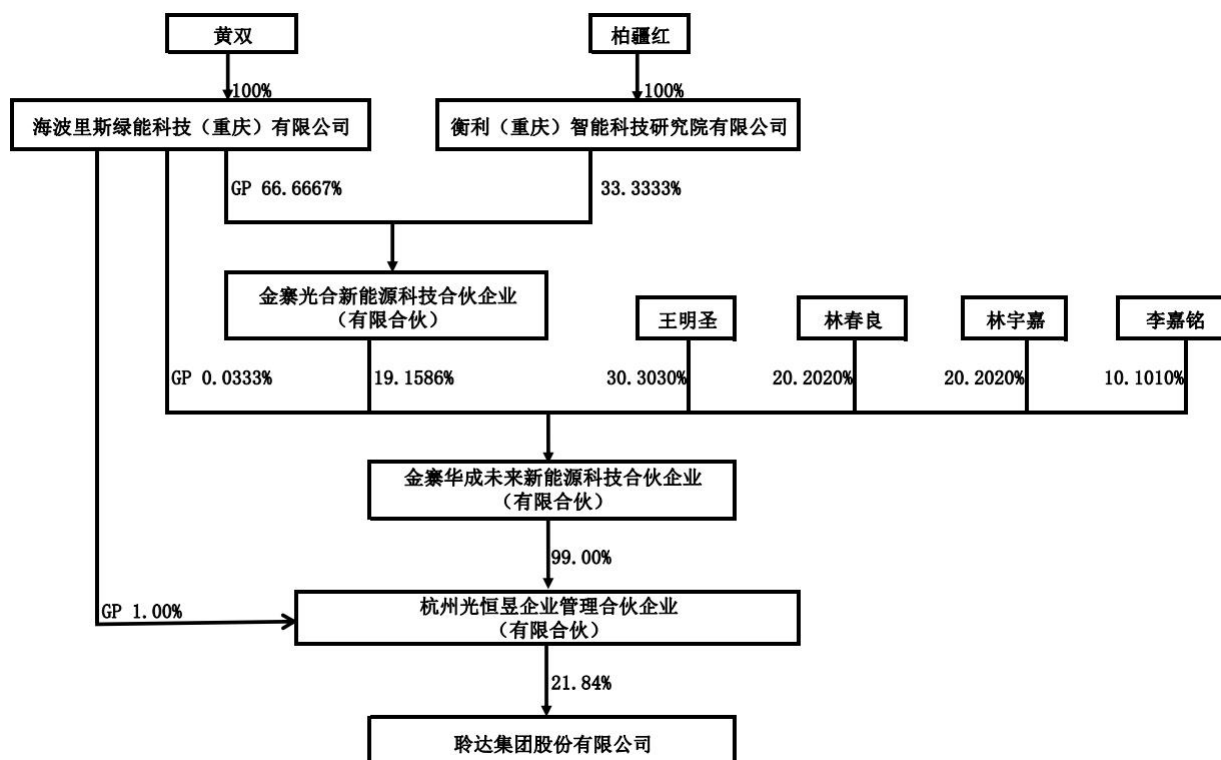 黄双
柏疆红
100%
100%
海波里斯绿能科技（重庆）有限公司
衡利（重庆）智能科技研究院有限公司
GP 66.6667%
33.3333%
金寨光合新能源科技合伙企业
（有限合伙）
王明圣
林春良
林宇嘉
李嘉铭
GP 0.0333%
19.1586%
30.3030%
20.2020%
20.2020%
10.1010%
金寨华成未来新能源科技合伙企业
（有限合伙）
99.00%
杭州光恒昱企业管理合伙企业
（有限合伙）
GP 1.00%
21.84%
聆达集团股份有限公司